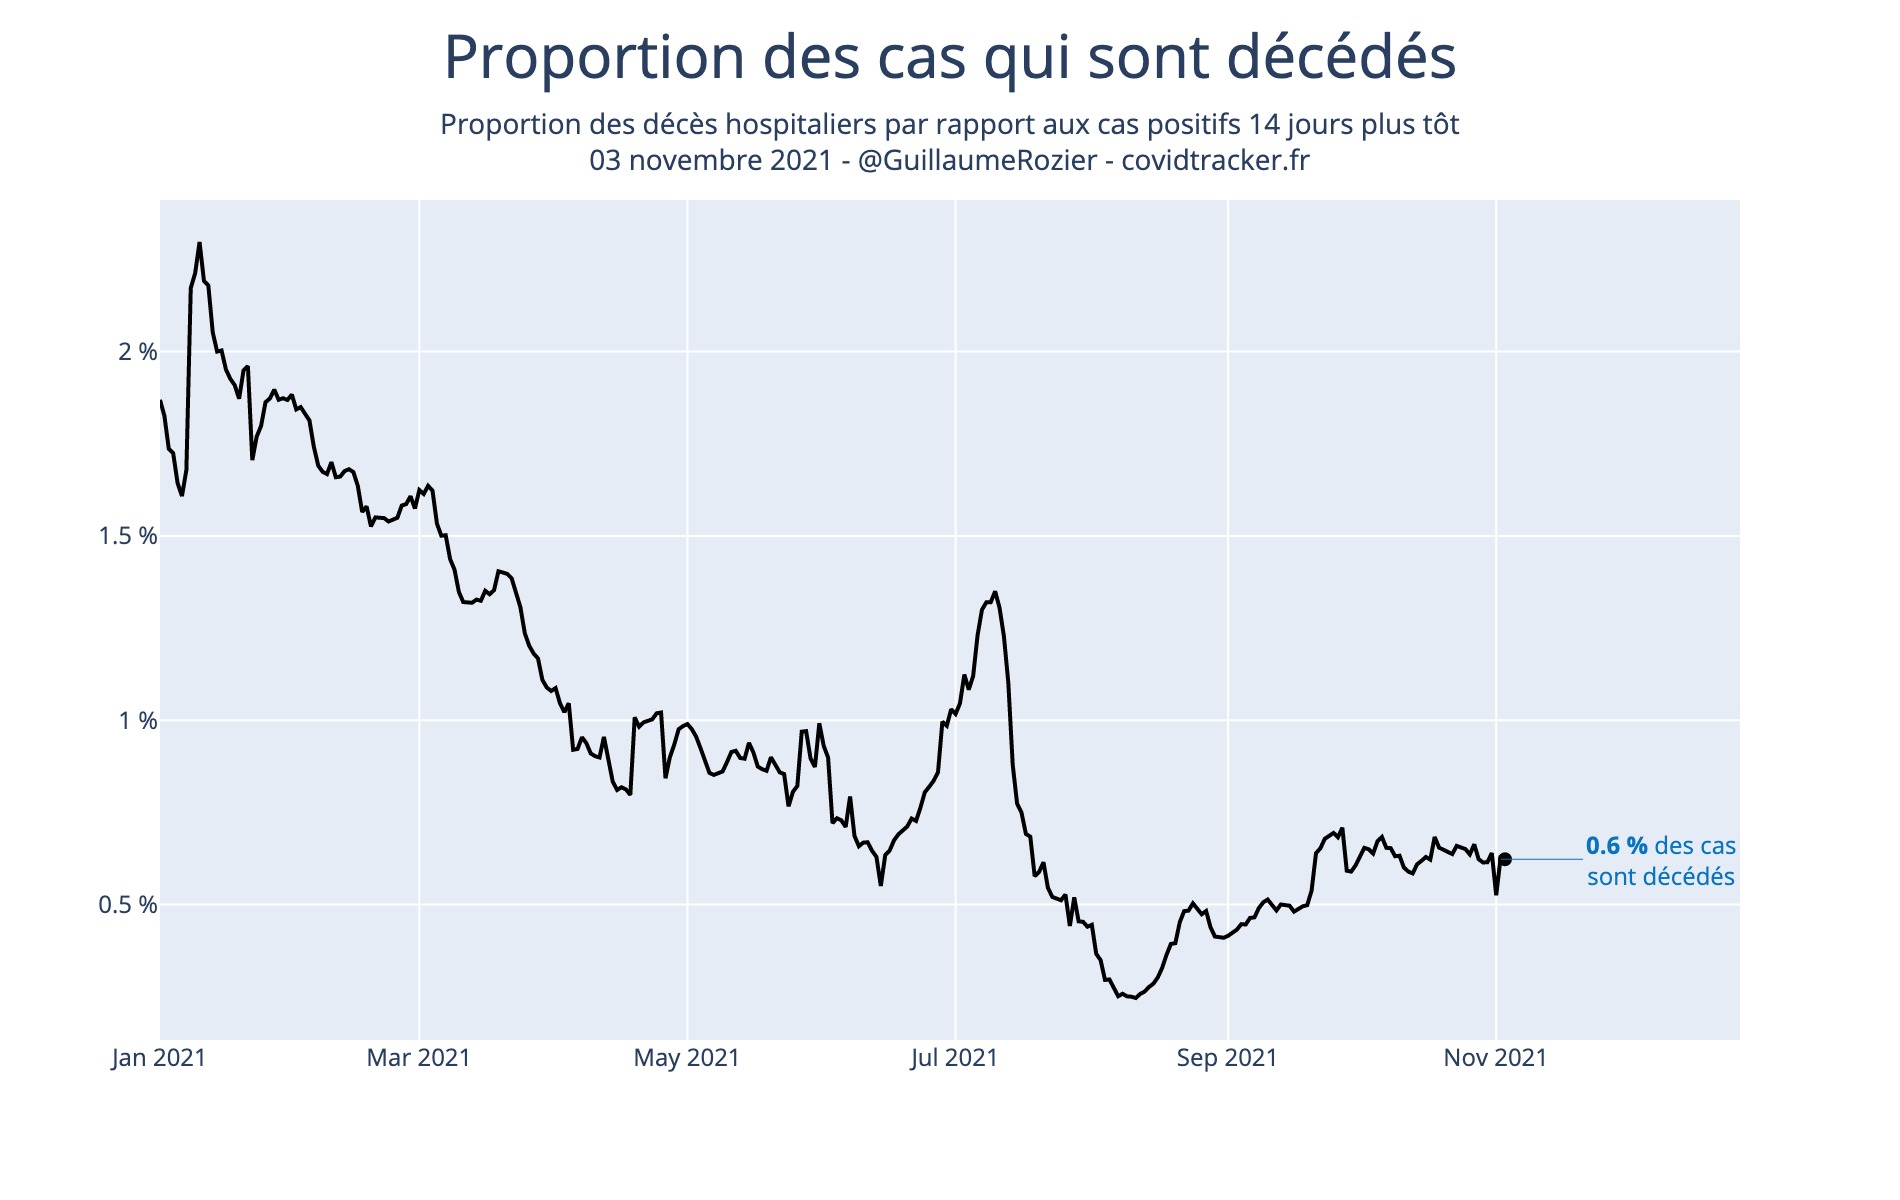 Proportion des cas qui sont décédés
Proportion des décès hospitaliers par rapport aux cas positifs 14 jours plus tôt
03 novembre 2021 - @GuillaumeRozier - covidtracker.fr
2 %
1.5 %
1 %
0.5 %
0.6 % des cas
sont décédés
Jan 2021
Mar 2021
May 2021
Jul 2021
Sep 2021
Nov 2021